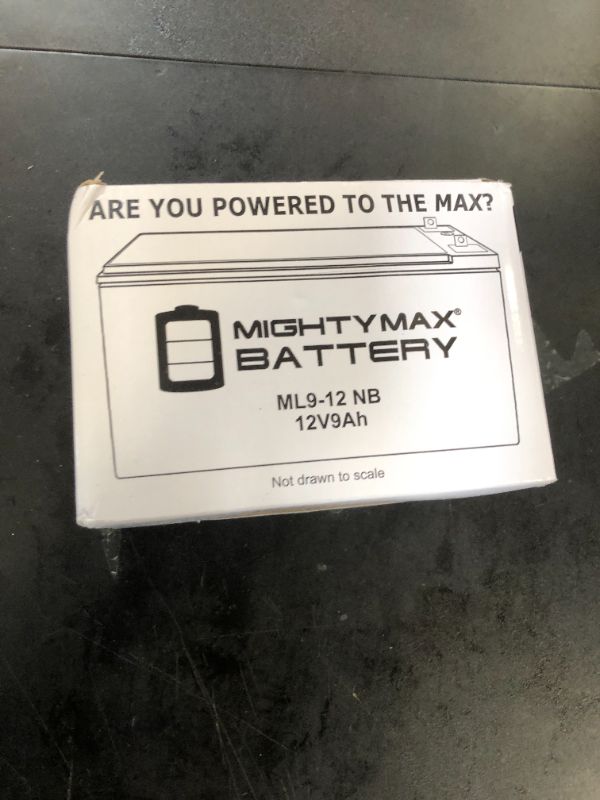 ARE YOU POWERED TO THE MAX?
MIGHTYMAX®
BATTERY
ML9-12 NB
12V9Ah
Not drawn to scale